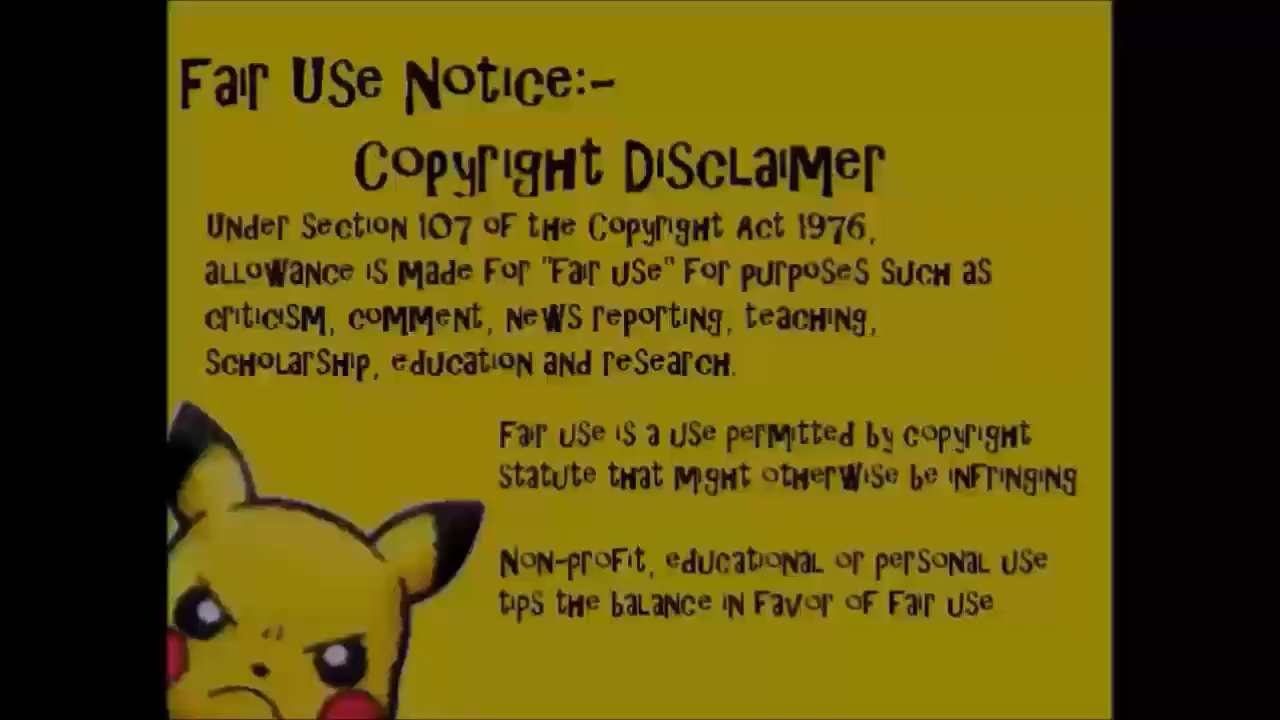 Fair Use Notice:-
Copyright Disclaimer
Under Section 107 of the Copyright Act 1976,
allowance is made for "Fair Use" for purposes such as
criticism, comment, news reporting, teaching,
scholarship, education and research.
Fair use is a use permitted by copyright
statute that might otherwise be infringing
Non-profit, educational or personal use
tips the balance in favor of fair use